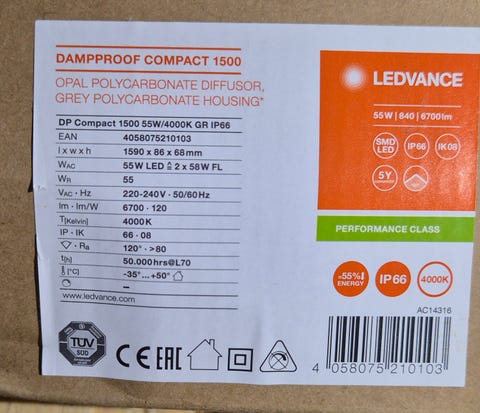 DAMPPROOF COMPACT 1500
OPAL POLYCARBONATE DIFFUSOR,
GREY POLYCARBONATE HOUSING*
DP Compact 1500 55W/4000K GR IP66
EAN 4058075210103
l x w x h 1590 x 86 x 68mm
WAC 55W LED ≙ 2 x 58W FL
WR 55
VAC · Hz 220-240V · 50/60Hz
lm · lm/W 6700 · 120
T[Kelvin] 4000K
IP · IK 66 · 08
Ra 120° · >80
t(h) 50.000hrs@L70
[°C] -35° ...+50°
–
www.ledvance.com
TÜV
SÜD
CE EAC
LEDVANCE
55W | 840 | 6700lm
SMD
LED
IP66
IK08
5Y
PERFORMANCE CLASS
=55%!
ENERGY
IP66
4000K
AC14316
4 058075 210103